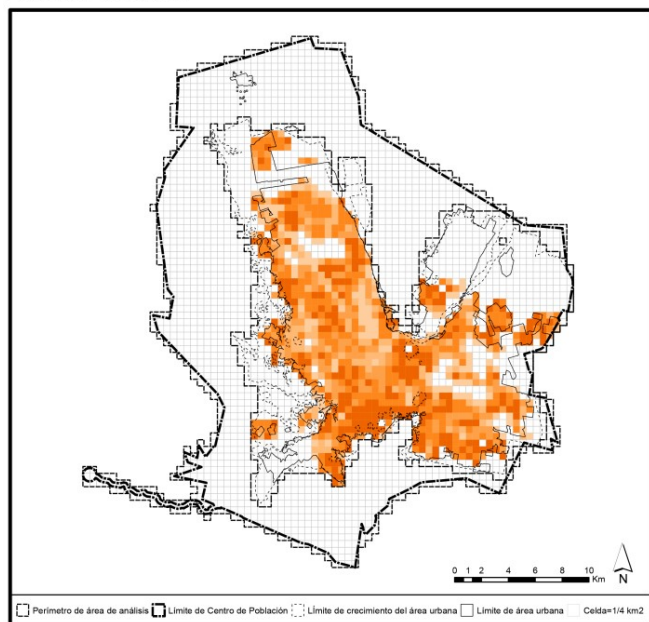 0 1 2 4 6 8 10
Km
N
Perímetro de área de análisis Límite de Centro de Población Límite de crecimiento del área urbana Límite de área urbana Celda=1/4 km2